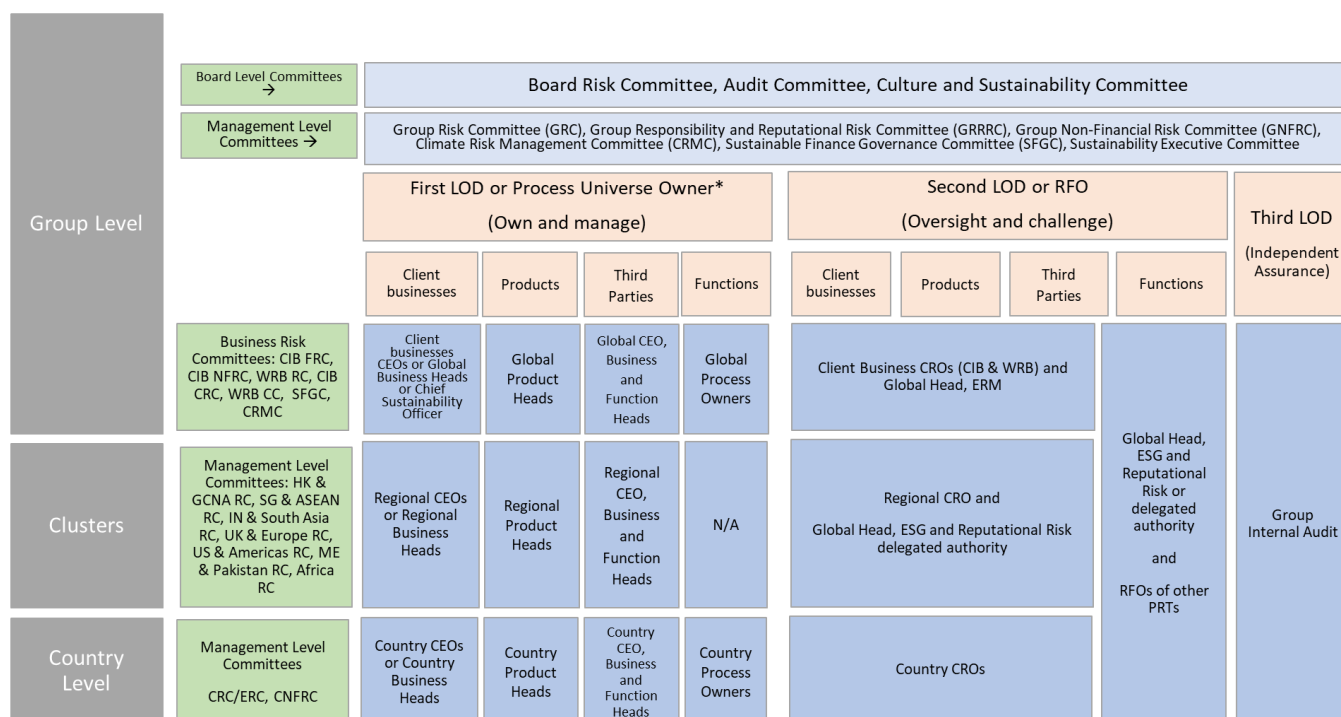 Group Level
Board Level Committees
→
Board Risk Committee, Audit Committee, Culture and Sustainability Committee
Management Level
Committees →
Group Risk Committee (GRC), Group Responsibility and Reputational Risk Committee (GRRRC), Group Non-Financial Risk Committee (GNFRC),
Climate Risk Management Committee (CRMC), Sustainable Finance Governance Committee (SFGC), Sustainability Executive Committee
First LOD or Process Universe Owner*
(Own and manage)
Second LOD or RFO
(Oversight and challenge)
Third LOD
(Independent
Assurance)
Client
businesses
Products
Third
Parties
Functions
Client
businesses
Products
Third
Parties
Functions
Business Risk
Committees: CIB FRC,
CIB NFRC, WRB RC, CIB
CRC, WRB CC, SFGC,
CRMC
Client
businesses
CEOs or Global
Business Heads
or Chief
Sustainability
Officer
Global
Product
Heads
Global CEO,
Business
and
Function
Heads
Global
Process
Owners
Client Business CROs (CIB & WRB) and
Global Head, ERM
Global Head,
ESG and
Reputational
Risk or
delegated
authority
and
RFOs of other
PRTs
Group
Internal Audit
Clusters
Management Level
Committees: HK &
GCNA RC, SG & ASEAN
RC, IN & South Asia
RC, UK & Europe RC,
US & Americas RC, ME
& Pakistan RC, Africa
RC
Regional CEOs
or Regional
Business
Heads
Regional
Product
Heads
Regional
CEO,
Business
and
Function
Heads
N/A
Regional CRO and
Global Head, ESG and Reputational Risk
delegated authority
Country
Level
Management Level
Committees
CRC/ERC, CNFRC
Country CEOs
or Country
Business
Heads
Country
Product
Heads
Country
CEO,
Business
and
Function
Heads
Country
Process
Owners
Country CROs